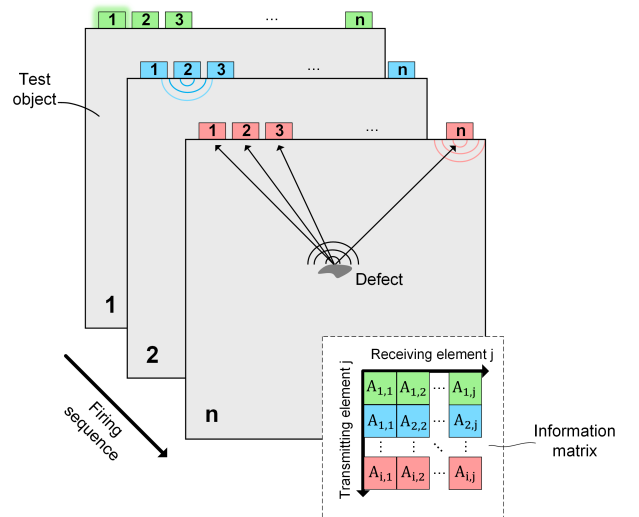 1 2 3 ... n
1 2 3 ... n
1 2 3 ... n
Test
object
Defect
1
2
n
Firing
sequence
Receiving element j
Transmitting element j
A1,1 A1,2 ... A1,j
A1,1 A2,2 ... A2,j
⋮ ⋮ ⋱ ⋮
Ai,1 Ai,2 ... Ai,j
Information
matrix